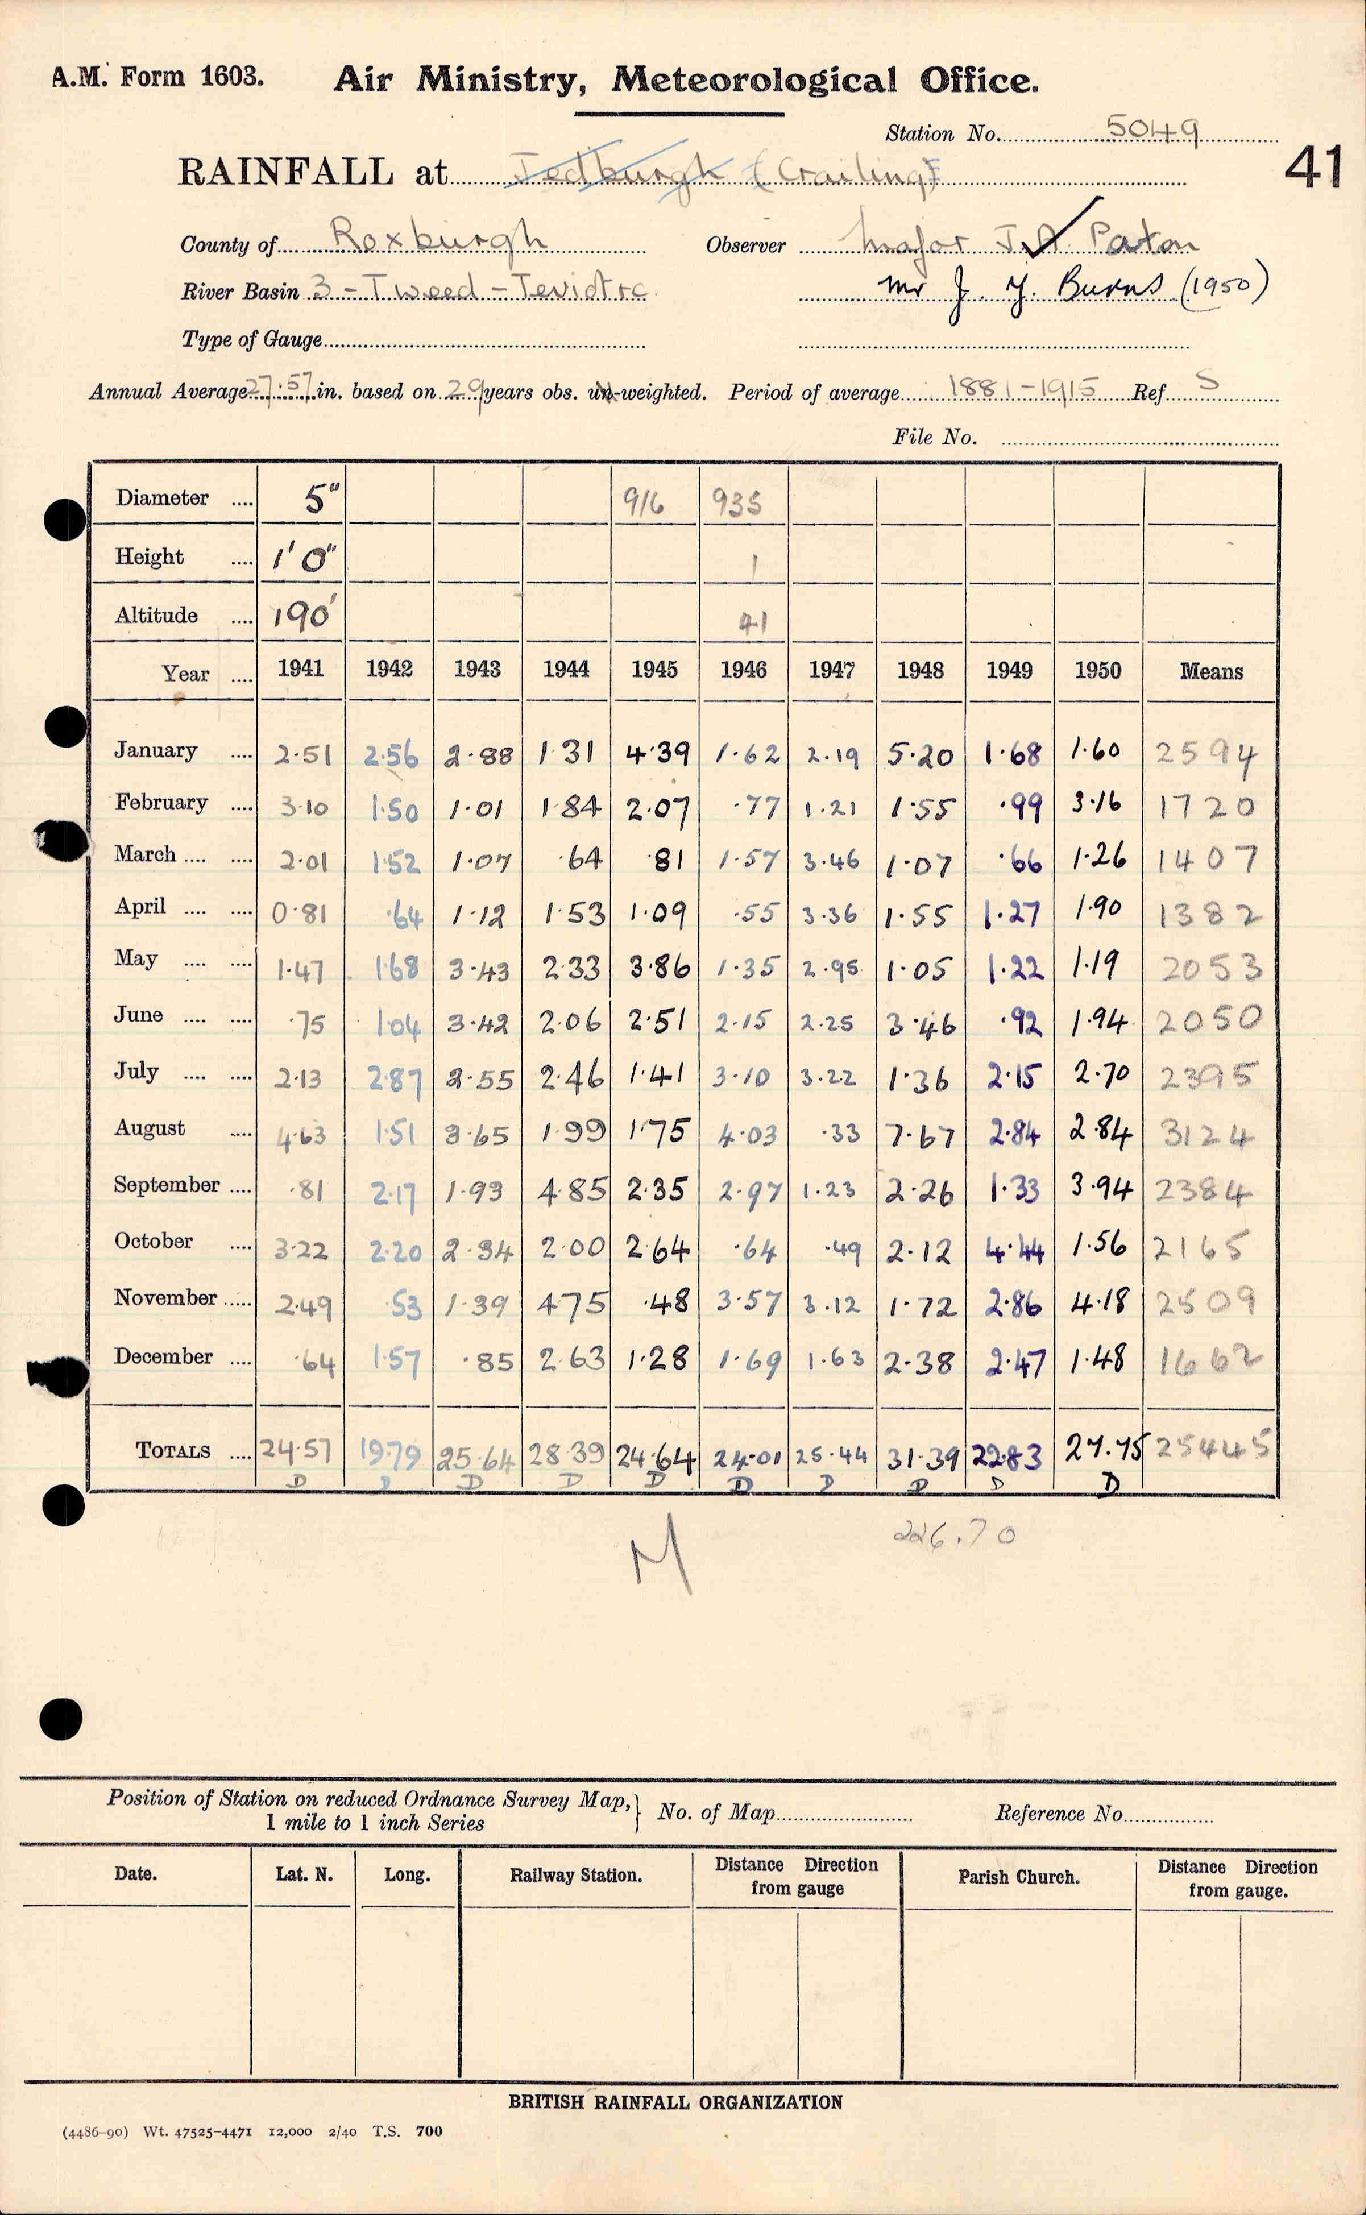 A.M. Form 1603. Air Ministry, Meteorological Office.
Station No. 5049
41
RAINFALL at Jedburgh (Crailing)
County of Roxburgh Observer Major J.A. Paton
River Basin 3 - Tweed - Teviot rc Mr J. Y. Burns (1950)
Type of Gauge
Annual Average 27.57 in. based on 29 years obs. un-weighted. Period of average 1881-1915 Ref S
File No.
Diameter .... 5" 916 935
Height .... 1' 0" 1
Altitude .... 190' 41
Year .... 1941 1942 1943 1944 1945 1946 1947 1948 1949 1950 Means
January .... 2.51 2.56 2.88 1.31 4.39 1.62 2.19 5.20 1.68 1.60 2594
February .... 3.10 1.50 1.01 1.84 2.07 .77 1.21 1.55 .99 3.16 1720
March .... .... 2.01 1.52 1.07 .64 .81 1.57 3.46 1.07 .66 1.26 1407
April .... .... 0.81 .64 1.12 1.53 1.09 .55 3.36 1.55 1.27 1.90 1382
May .... .... 1.47 1.68 3.43 2.33 3.86 1.35 2.95 1.05 1.22 1.19 2053
June .... .... .75 1.04 3.42 2.06 2.51 2.15 2.25 3.46 .92 1.94 2050
July .... .... 2.13 2.87 2.55 2.46 1.41 3.10 3.22 1.36 2.15 2.70 2395
August .... 4.63 1.51 3.65 1.99 1.75 4.03 .33 7.67 2.84 2.84 3124
September .... .81 2.17 1.93 4.85 2.35 2.97 1.23 2.26 1.33 3.94 2384
October .... 3.22 2.20 2.34 2.00 2.64 .64 .49 2.12 4.44 1.56 2165
November ..... 2.49 .53 1.39 4.75 .48 3.57 3.12 1.72 2.86 4.18 2509
December .... .64 1.57 .85 2.63 1.28 1.69 1.63 2.38 2.47 1.48 1662
TOTALS .... 24.57 19.79 25.64 28.39 24.64 24.01 25.44 31.39 22.83 27.75 25445
D D D D D D D D D D
M 226.70
Position of Station on reduced Ordnance Survey Map, } No. of Map Reference No.
1 mile to 1 inch Series
Date. Lat. N. Long. Railway Station. Distance Direction from gauge Parish Church. Distance Direction from gauge.
BRITISH RAINFALL ORGANIZATION
(4486-90) Wt. 47525-4471 12,000 2/40 T.S. 700